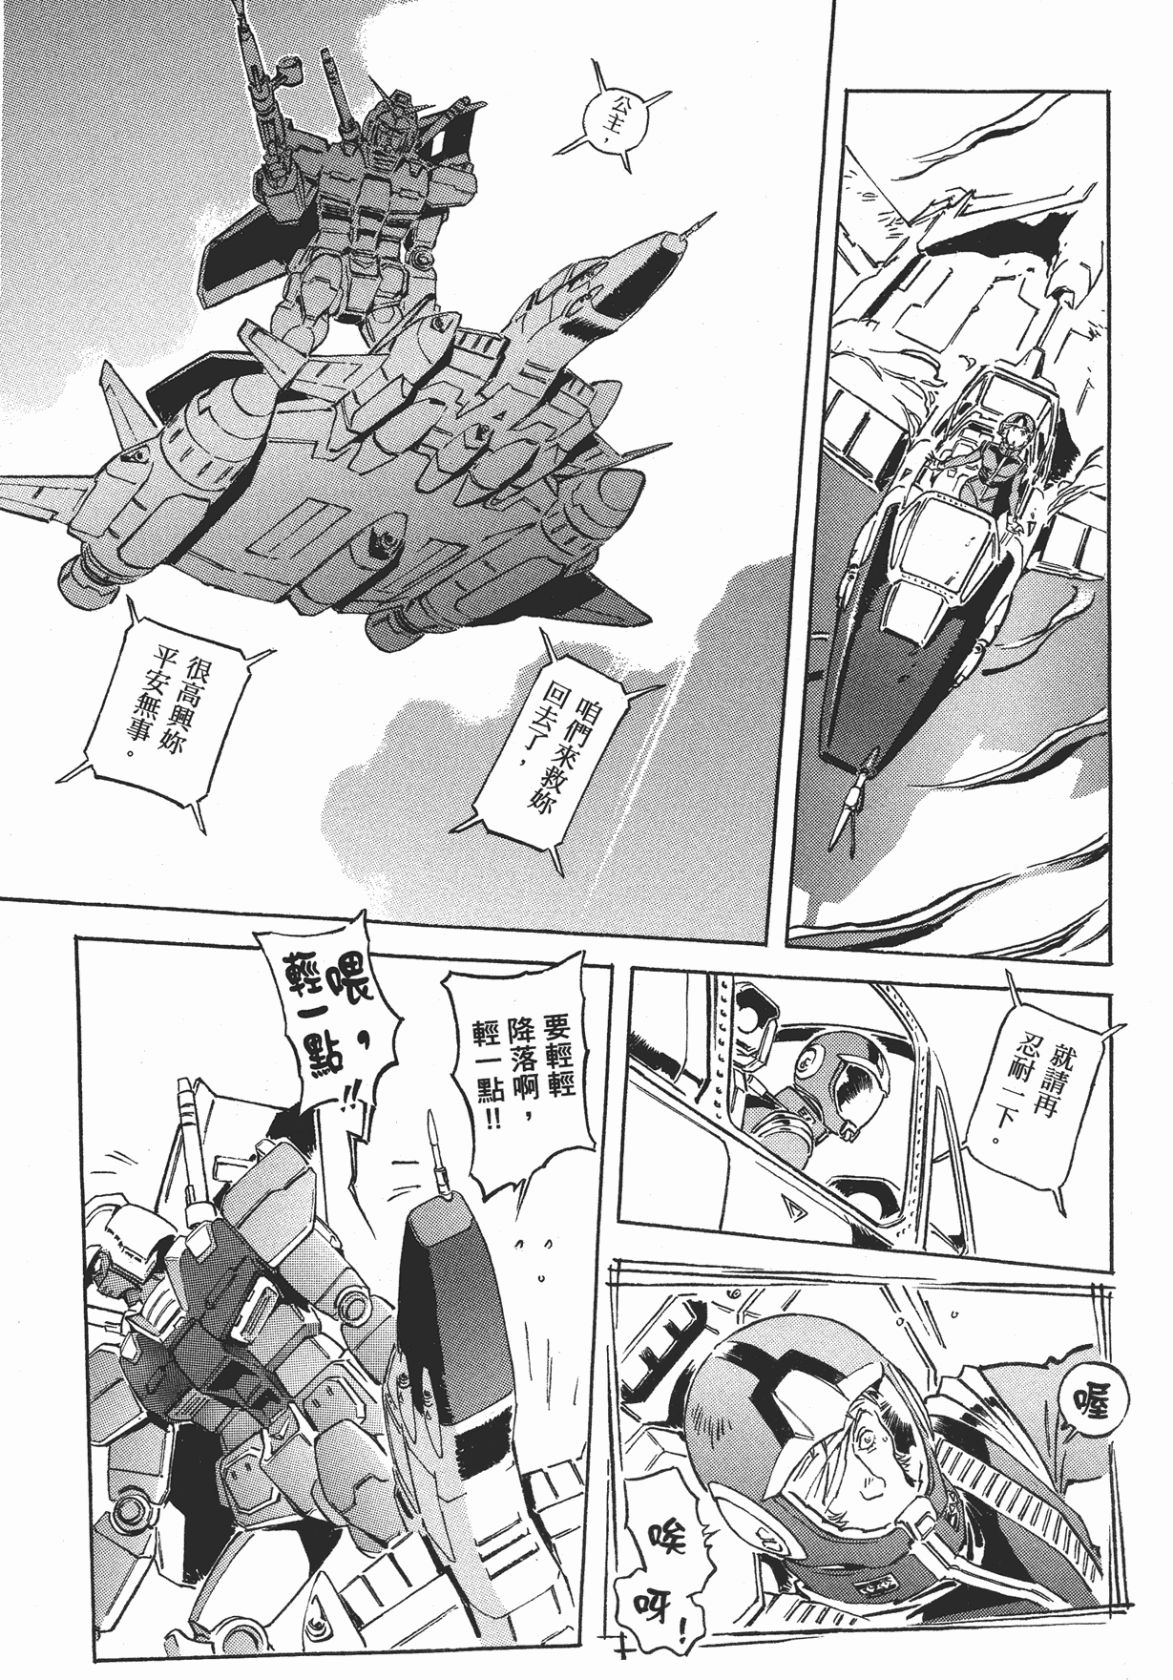 公主，
咱們來救妳
回去了，
很高興妳
平安無事。
就請再
忍耐一下。
喔
唉
呀！
要輕輕
降落啊，
輕一點!!
喂，
輕一點!!